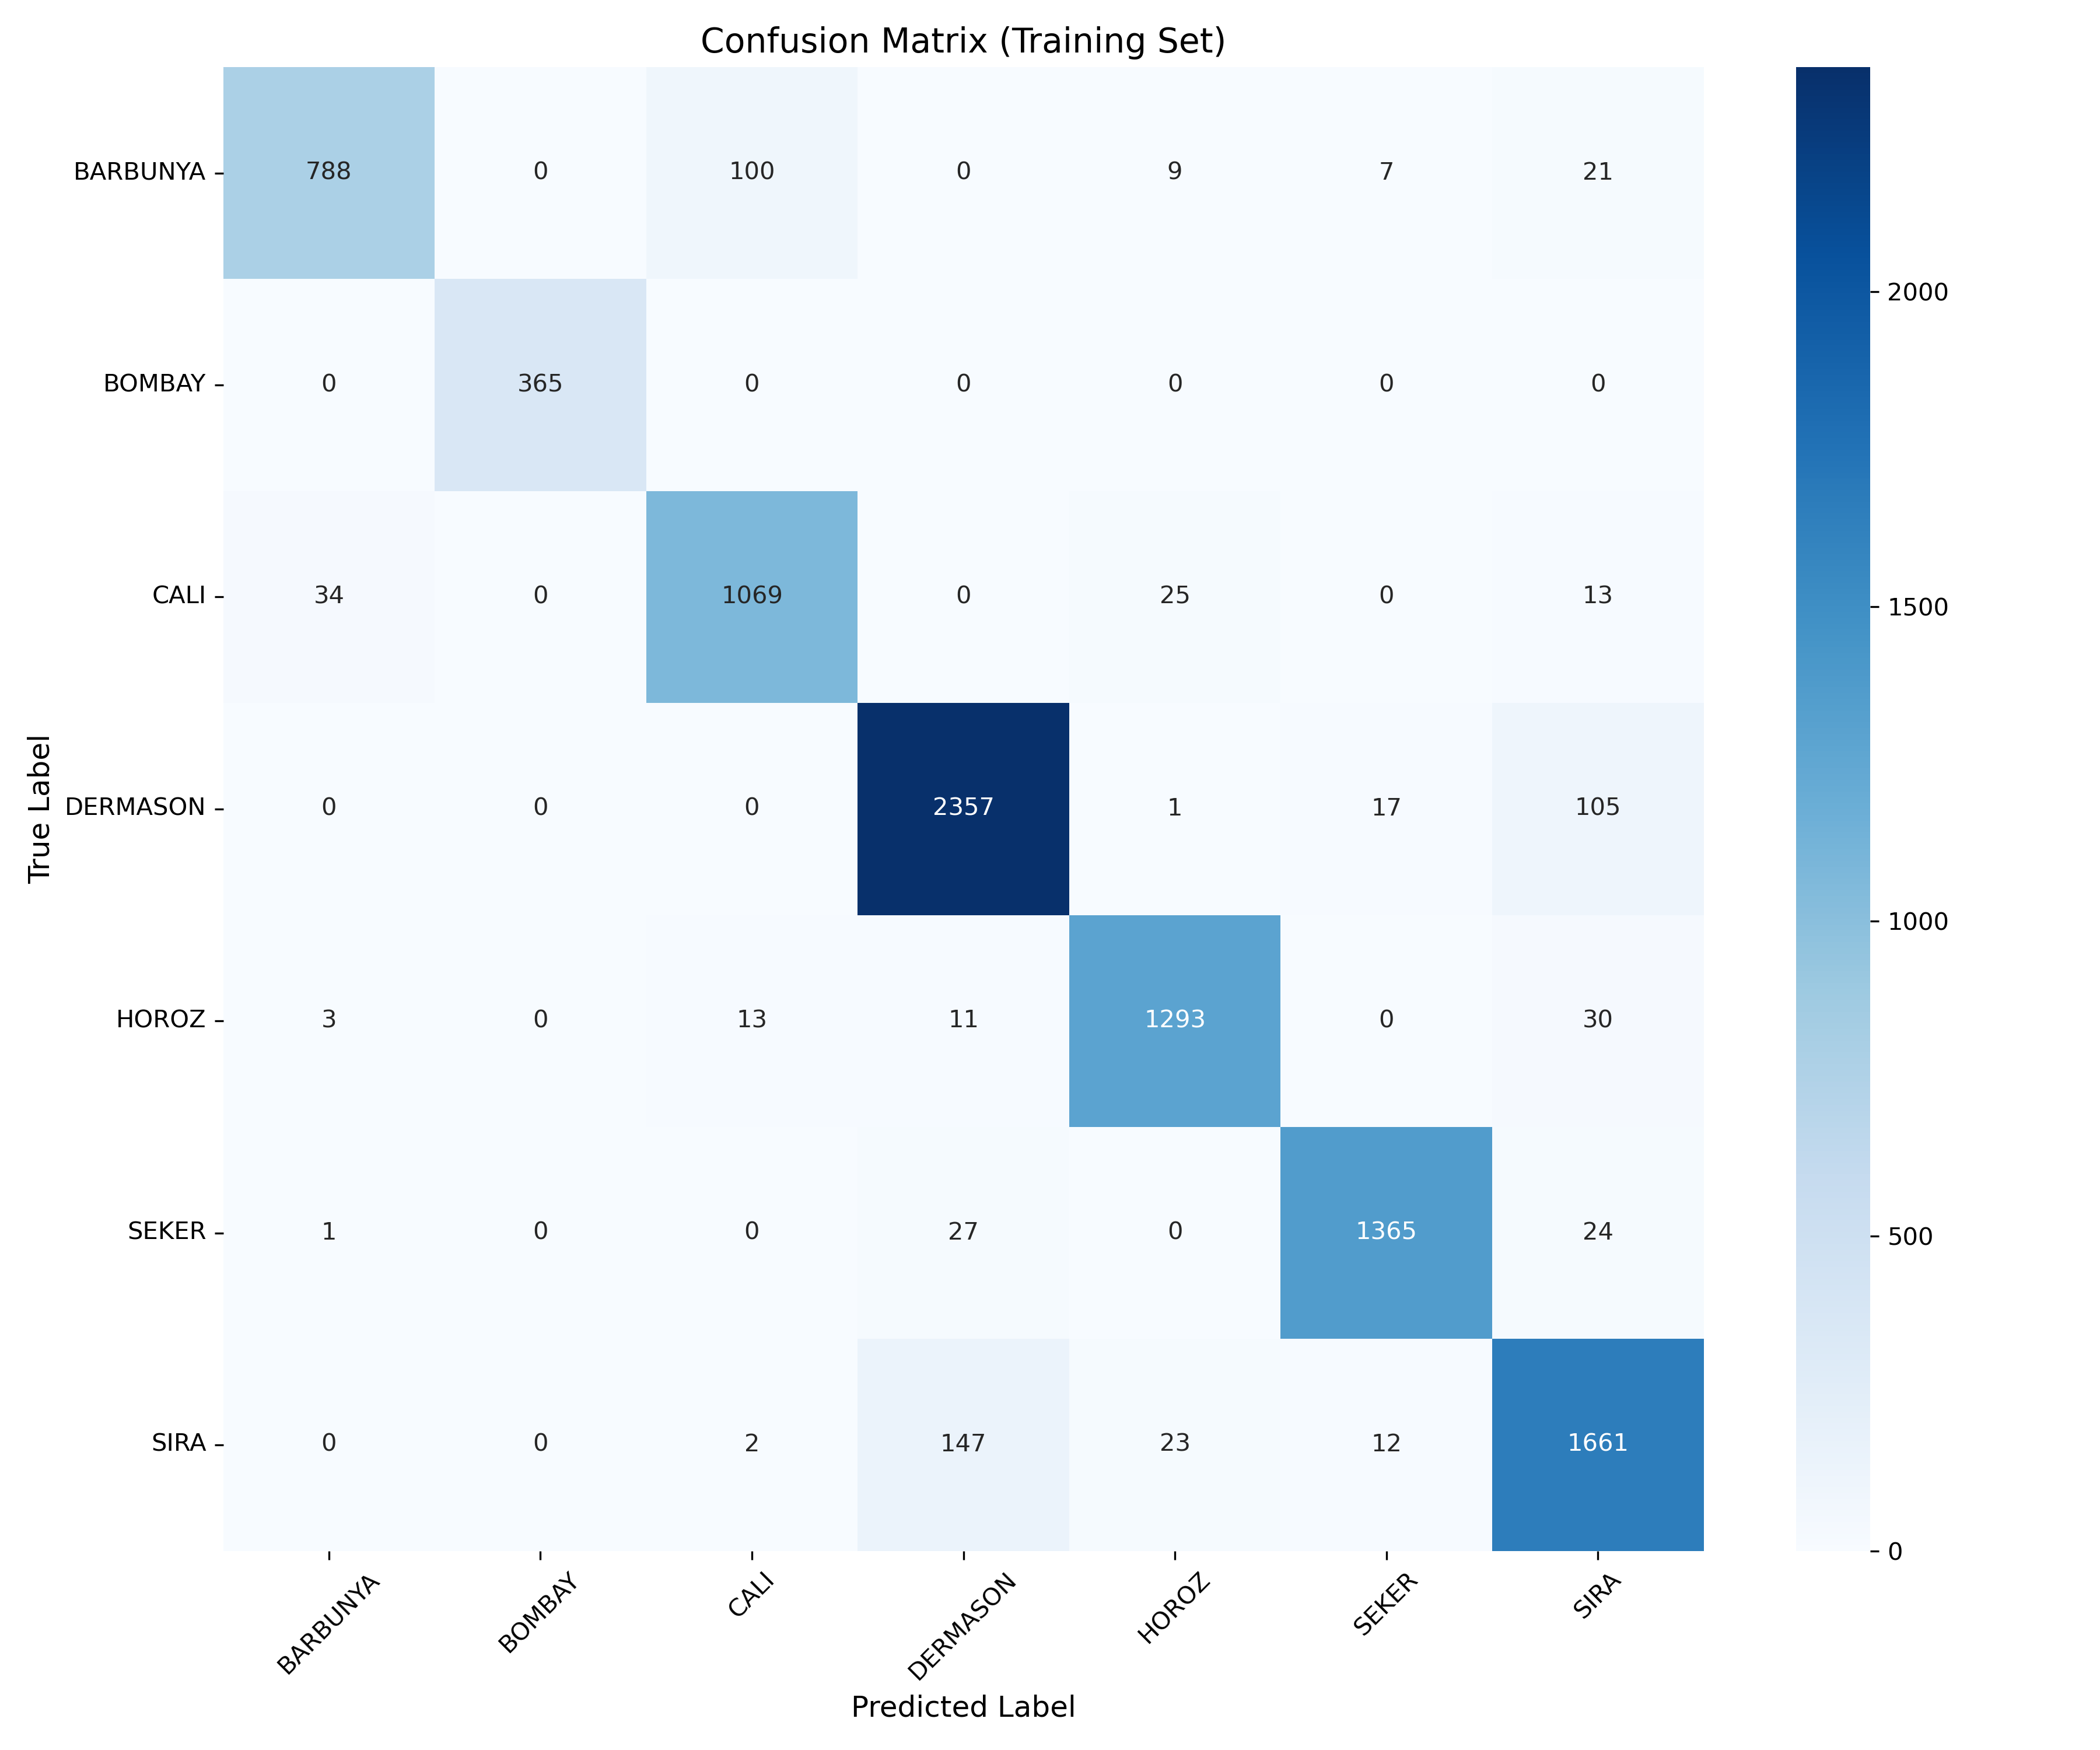 Confusion Matrix (Training Set)
BARBUNYA 788 0 100 0 9 7 21
BOMBAY 0 365 0 0 0 0 0
CALI 34 0 1069 0 25 0 13
DERMASON 0 0 0 2357 1 17 105
HOROZ 3 0 13 11 1293 0 30
SEKER 1 0 0 27 0 1365 24
SIRA 0 0 2 147 23 12 1661
True Label
BARBUNYA BOMBAY CALI DERMASON HOROZ SEKER SIRA
Predicted Label
2000
1500
1000
500
0